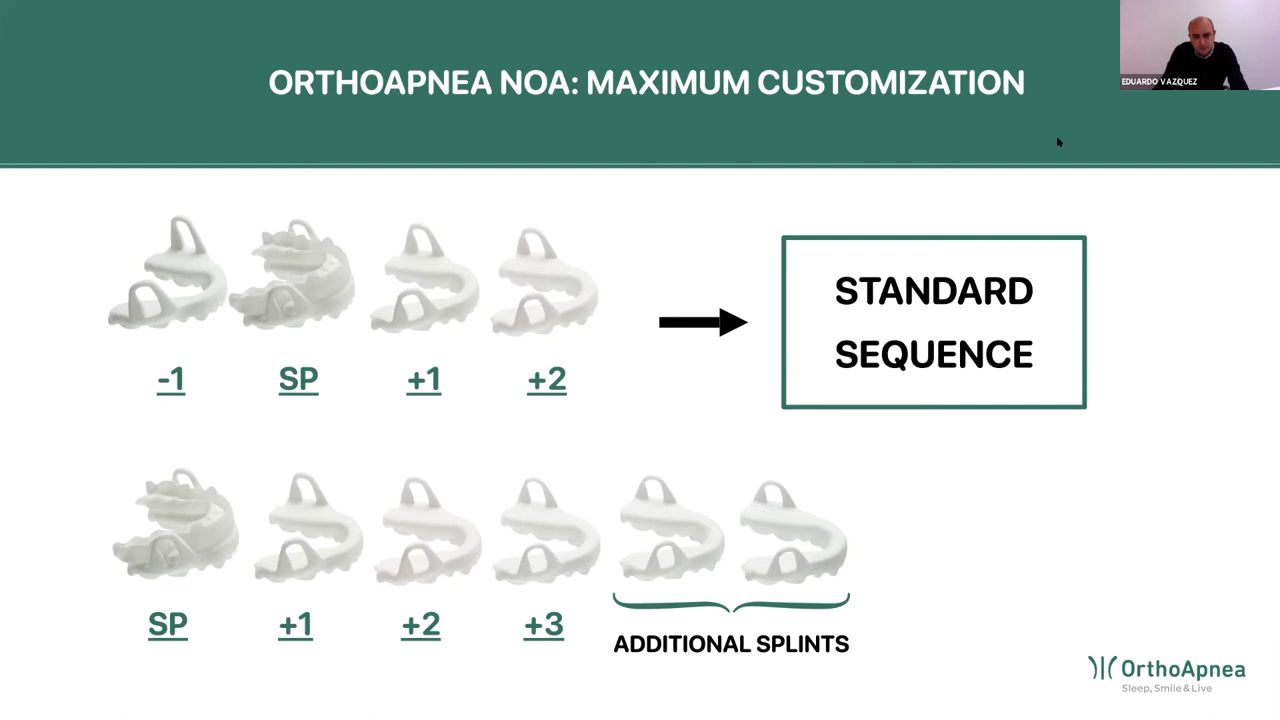 ORTHOAPNEA NOA: MAXIMUM CUSTOMIZATION
EDUARDO VAZQUEZ
-1 SP +1 +2
STANDARD
SEQUENCE
SP +1 +2 +3
ADDITIONAL SPLINTS
OrthoApnea
Sleep, Smile & Live